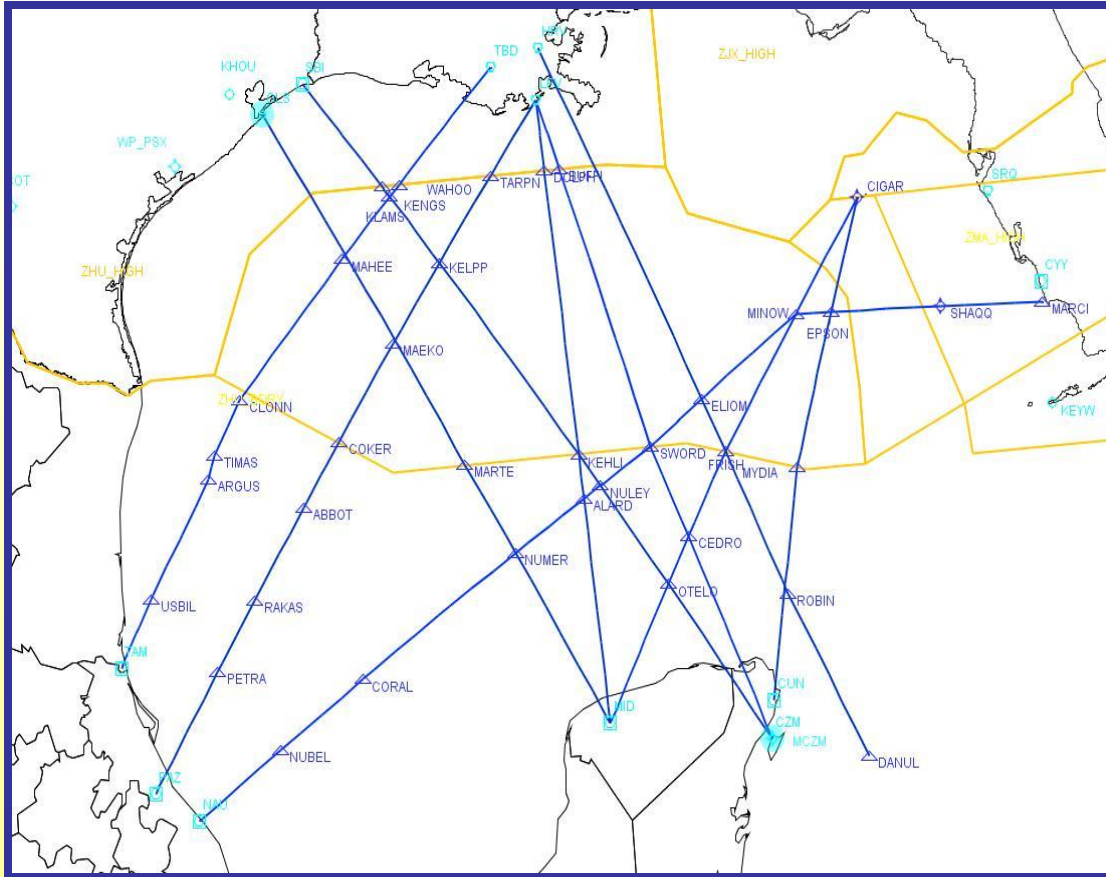 TBD
ZJX_HIGH
KHOU
SBI
WP_PSX
SRQ
CIGAR
TARPN
WAHOO
KENGS
KLAMS
ZHU_HIGH
MAHEE
KELPP
CYY
MINOW
EPSON
SHAQQ
MARCI
MAEKO
CLONN
ELIOM
KEYW
COKER
SWORD
TIMAS
MARTE
KEHLI
FRISH
MYDIA
ARGUS
NULEY
ABBOT
ALARD
CEDRO
NUMER
OTELO
USBIL
RAKAS
ROBIN
TAM
PETRA
CORAL
CUN
MID
CZM
MCZM
NUBEL
DANUL
PAZ
NAU